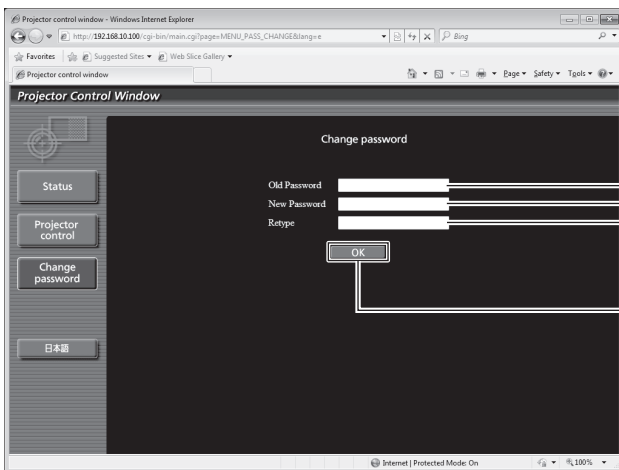 Projector control window - Windows Internet Explorer
http://192.168.10.100/cgi-bin/main.cgi?page=MENU_PASS_CHANGE&lang=e
Bing
Favorites
Suggested Sites
Web Slice Gallery
Projector control window
Page
Safety
Tools
Projector Control Window
Change password
Status
Old Password
New Password
Projector
control
Retype
OK
Change
password
日本語
Internet | Protected Mode: On
100%